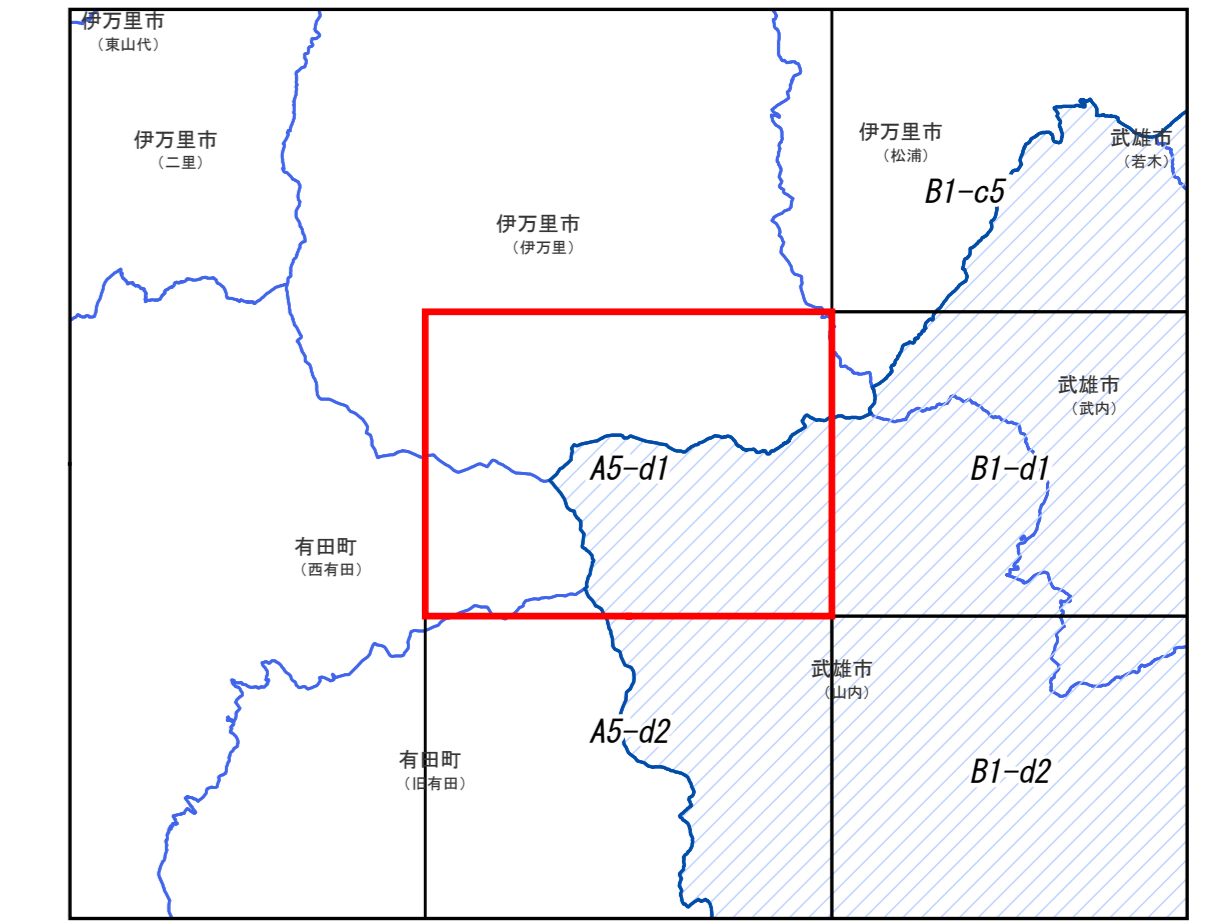 伊万里市
（東山代）
伊万里市
（二里）
伊万里市
（松浦）
武雄市
（若木）
B1-c5
伊万里市
（伊万里）
武雄市
（武内）
A5-d1
B1-d1
有田町
（西有田）
武雄市
（山内）
A5-d2
有田町
（旧有田）
B1-d2